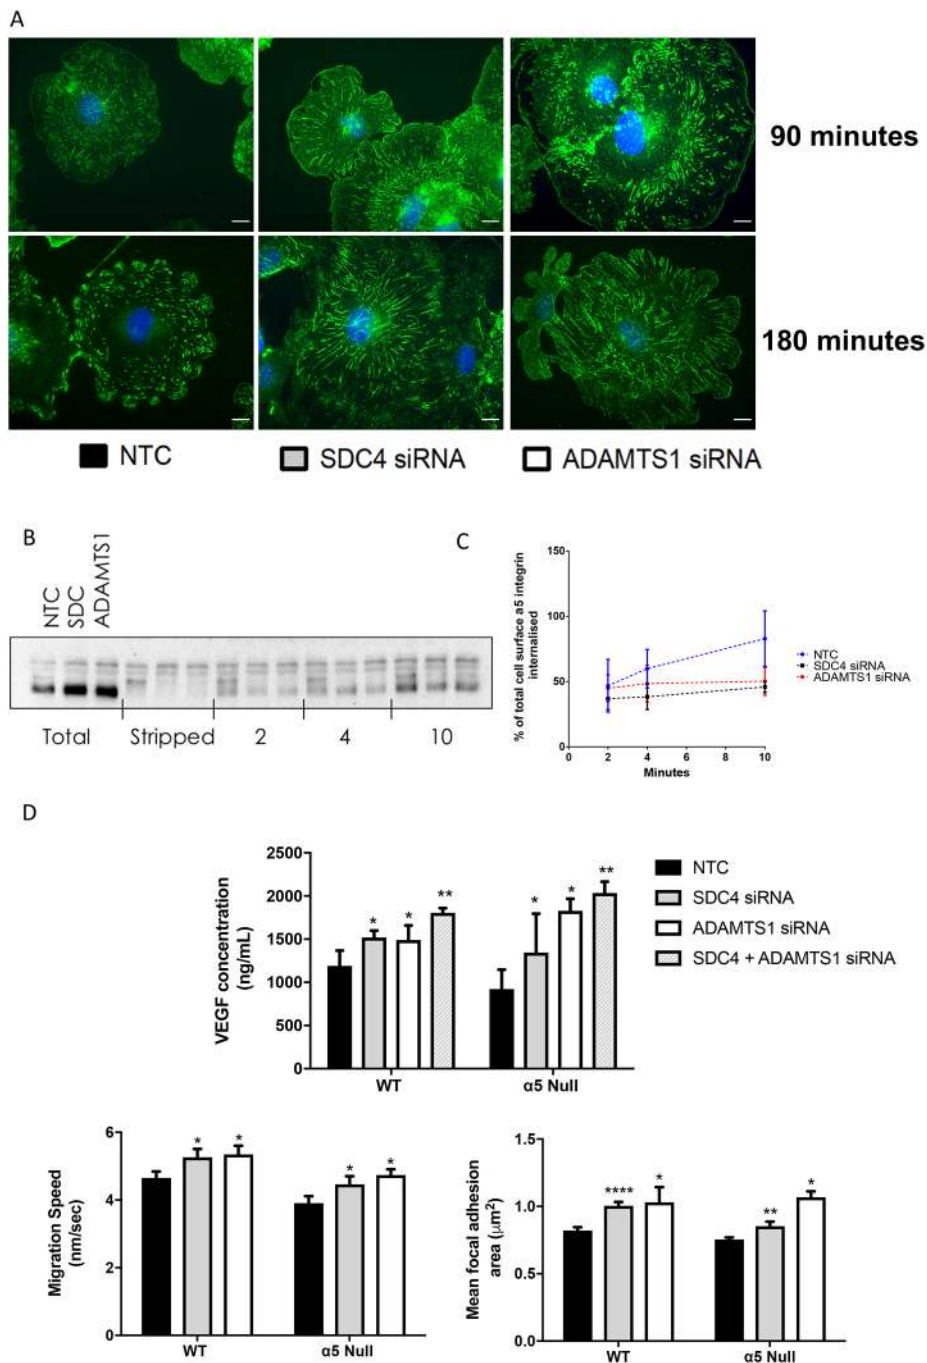 A
90 minutes
180 minutes
NTC
SDC4 siRNA
ADAMTS1 siRNA
B
NTC
SDC
ADAMTS1
Total
Stripped
2
4
10
C
% of total cell surface a5 integrin
internalised
150
100
50
0
0
2
4
6
8
10
Minutes
NTC
SDC4 siRNA
ADAMTS1 siRNA
D
VEGF concentration
(ng/mL)
2500
2000
1500
1000
500
0
*
*
**
*
*
**
WT
α5 Null
NTC
SDC4 siRNA
ADAMTS1 siRNA
SDC4 + ADAMTS1 siRNA
Migration Speed
(nm/sec)
6
4
2
0
*
*
*
*
WT
α5 Null
Mean focal adhesion
area (μm²)
1.5
1.0
0.5
0.0
****
*
**
*
WT
α5 Null